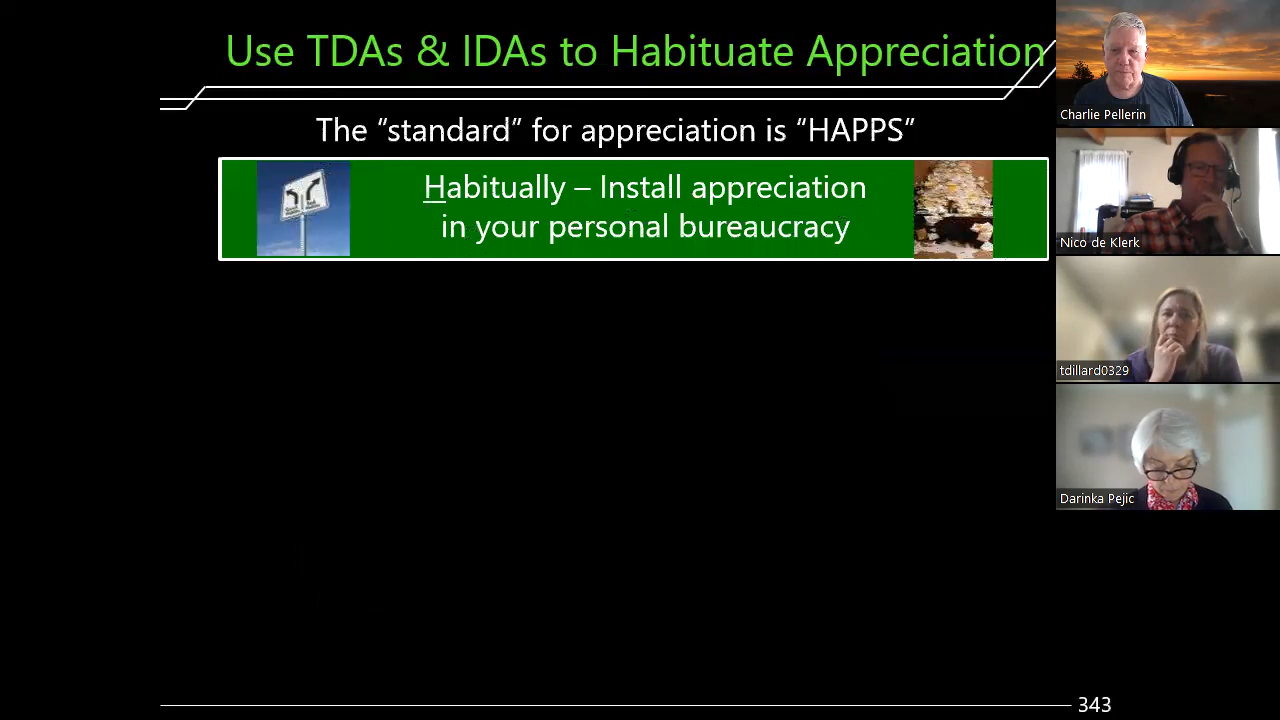 Use TDAs & IDAs to Habituate Appreciation
The “standard” for appreciation is “HAPPS”
Habitually – Install appreciation
in your personal bureaucracy
343
Charlie Pellerin
Nico de Klerk
tdillard0329
Darinka Pejic